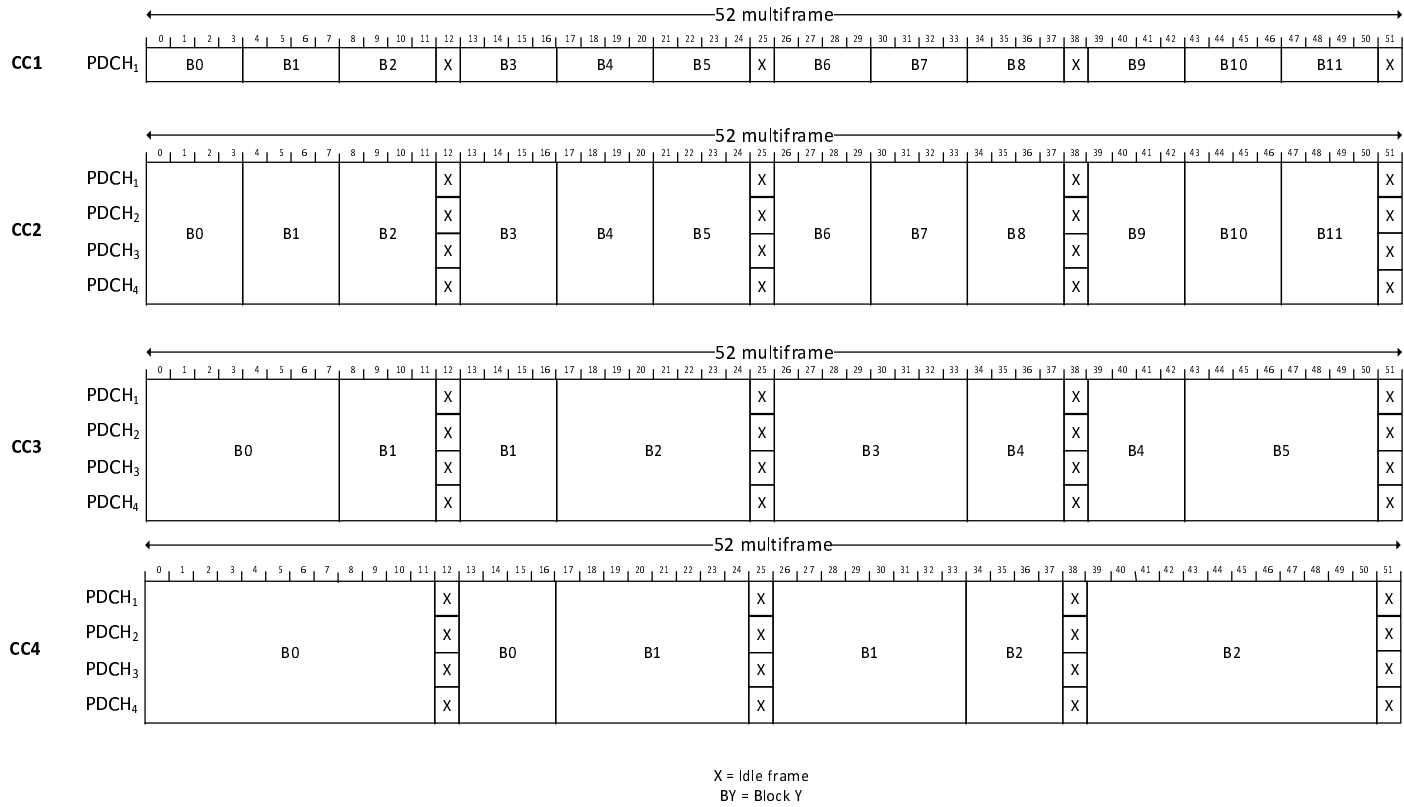 52 multiframe
0 1 2 3 4 5 6 7 8 9 10 11 12 13 14 15 16 17 18 19 20 21 22 23 24 25 26 27 28 29 30 31 32 33 34 35 36 37 38 39 40 41 42 43 44 45 46 47 48 49 50 51
CC1 PDCH1 B0 B1 B2 X B3 B4 B5 X B6 B7 B8 X B9 B10 B11 X
52 multiframe
0 1 2 3 4 5 6 7 8 9 10 11 12 13 14 15 16 17 18 19 20 21 22 23 24 25 26 27 28 29 30 31 32 33 34 35 36 37 38 39 40 41 42 43 44 45 46 47 48 49 50 51
PDCH1 X X X X
PDCH2 X X X X
CC2 B0 B1 B2 B3 B4 B5 B6 B7 B8 B9 B10 B11
PDCH3 X X X X
PDCH4 X X X X
52 multiframe
0 1 2 3 4 5 6 7 8 9 10 11 12 13 14 15 16 17 18 19 20 21 22 23 24 25 26 27 28 29 30 31 32 33 34 35 36 37 38 39 40 41 42 43 44 45 46 47 48 49 50 51
PDCH1 X X X X
PDCH2 X X X X
CC3 B0 B1 B1 B2 B3 B4 B4 B5
PDCH3 X X X X
PDCH4 X X X X
52 multiframe
0 1 2 3 4 5 6 7 8 9 10 11 12 13 14 15 16 17 18 19 20 21 22 23 24 25 26 27 28 29 30 31 32 33 34 35 36 37 38 39 40 41 42 43 44 45 46 47 48 49 50 51
PDCH1 X X X X
PDCH2 X X X X
CC4 B0 B0 B1 B1 B2 B2
PDCH3 X X X X
PDCH4 X X X X
X = Idle frame
BY = Block Y